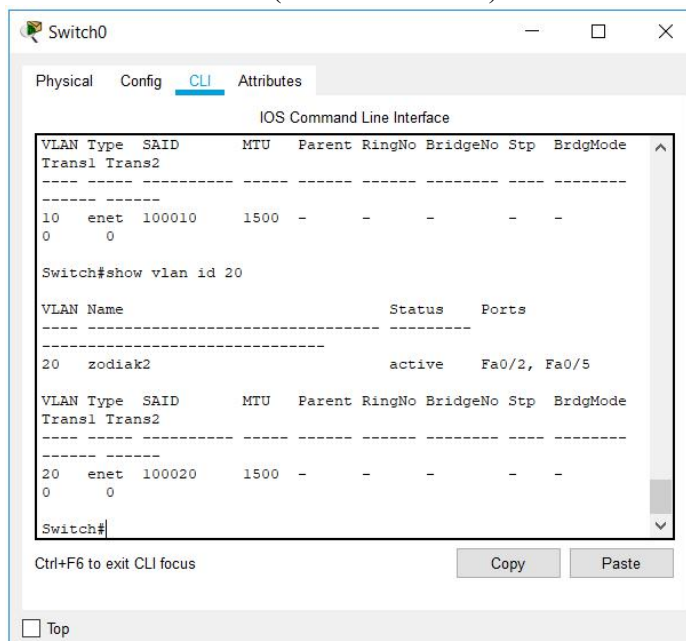 Switch0
Physical Config CLI Attributes
IOS Command Line Interface
VLAN Type SAID MTU Parent RingNo BridgeNo Stp BrdgMode
Trans1 Trans2
---- ----- ---------- ----- ------ ------ -------- ---- --------
------ ------
10 enet 100010 1500 - - - - -
0 0
Switch#show vlan id 20
VLAN Name Status Ports
---- -------------------------------- ---------
-------------------------------
20 zodiak2 active Fa0/2, Fa0/5
VLAN Type SAID MTU Parent RingNo BridgeNo Stp BrdgMode
Trans1 Trans2
---- ----- ---------- ----- ------ ------ -------- ---- --------
------ ------
20 enet 100020 1500 - - - - -
0 0
Switch#
Ctrl+F6 to exit CLI focus
Copy Paste
Top